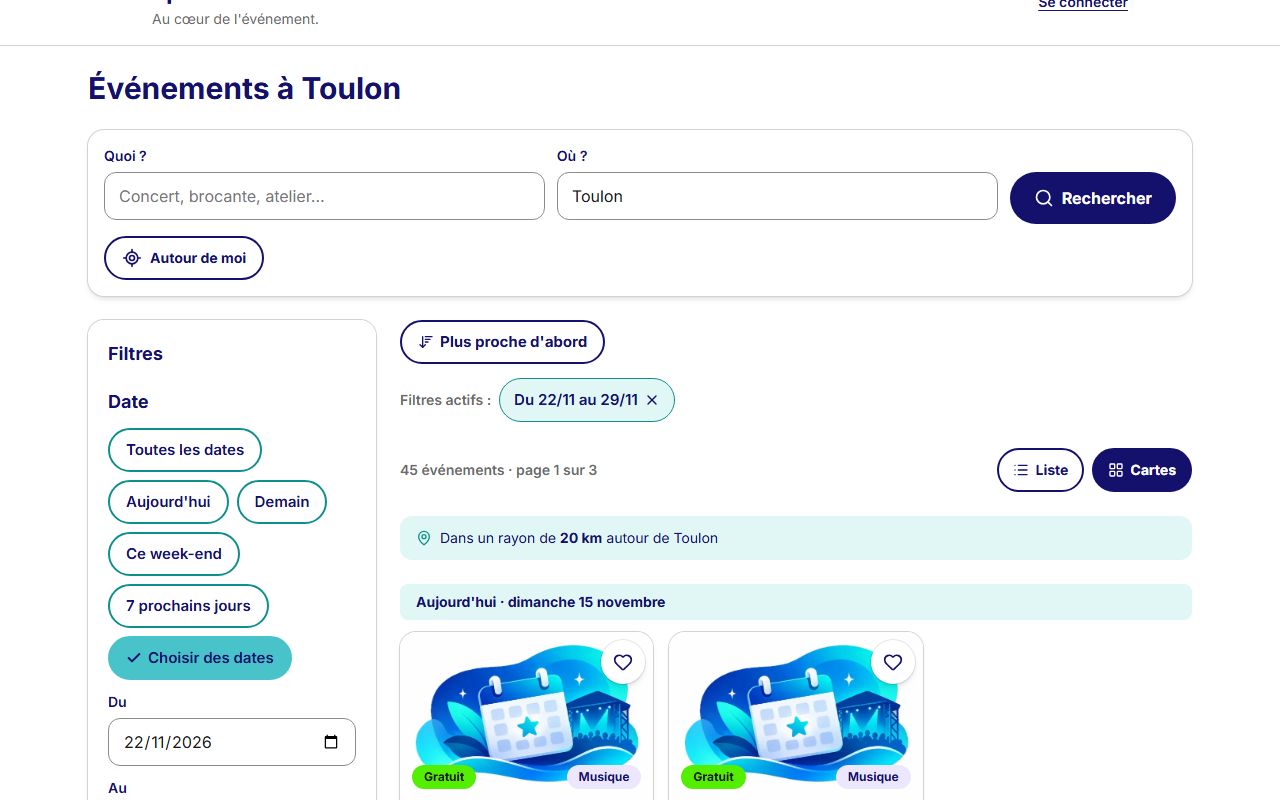 Au cœur de l'événement.
Se connecter
Événements à Toulon
Quoi ?
Où ?
Concert, brocante, atelier...
Toulon
Rechercher
Autour de moi
Filtres
Date
Toutes les dates
Aujourd'hui
Demain
Ce week-end
7 prochains jours
Choisir des dates
Du
22/11/2026
Au
Plus proche d'abord
Filtres actifs :
Du 22/11 au 29/11
45 événements · page 1 sur 3
Liste
Cartes
Dans un rayon de 20 km autour de Toulon
Aujourd'hui · dimanche 15 novembre
Gratuit
Musique
Gratuit
Musique